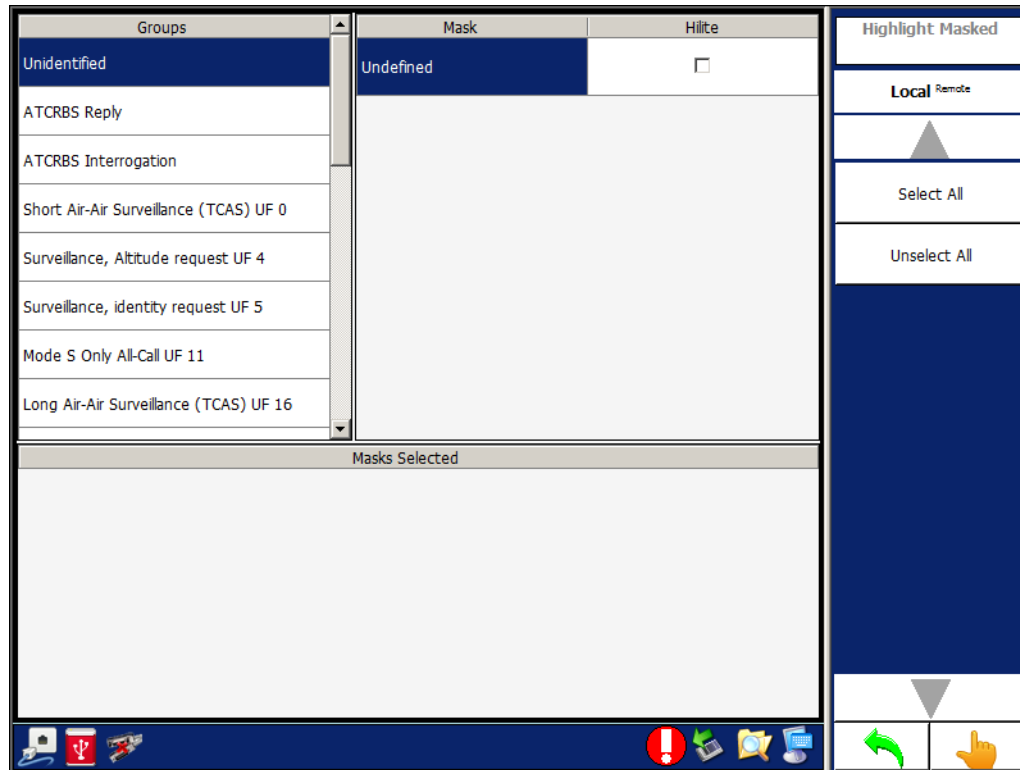 Groups
Mask
Hilite
Highlight Masked
Unidentified
Undefined
Local Remote
ATCRBS Reply
ATCRBS Interrogation
Short Air-Air Surveillance (TCAS) UF 0
Select All
Surveillance, Altitude request UF 4
Unselect All
Surveillance, identity request UF 5
Mode S Only All-Call UF 11
Long Air-Air Surveillance (TCAS) UF 16
Masks Selected